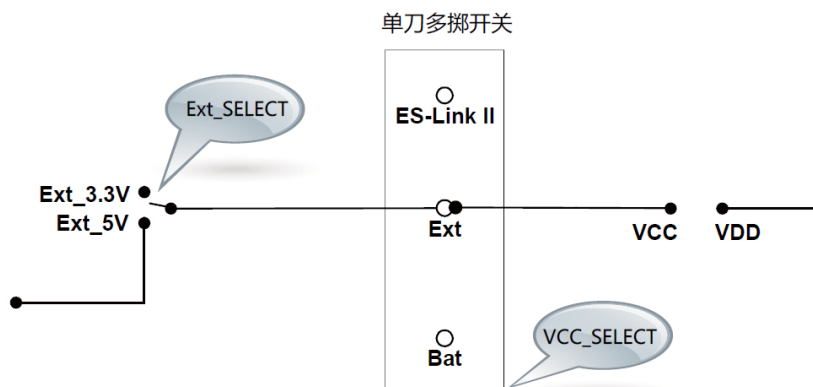 单刀多掷开关
Ext_SELECT
ES-Link II
Ext_3.3V
Ext_5V
Ext
VCC
VDD
VCC_SELECT
Bat